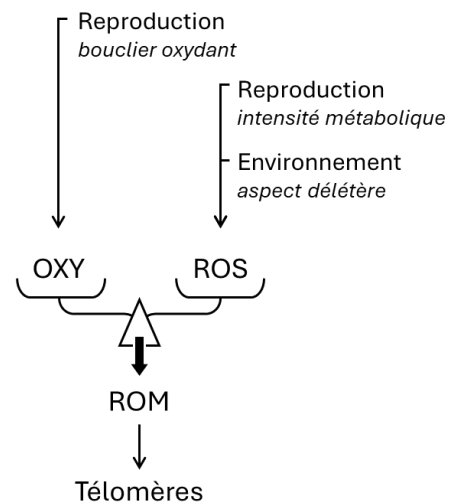 Reproduction
bouclier oxydant
Reproduction
intensité métabolique
Environnement
aspect délétère
OXY
ROS
ROM
Télomères